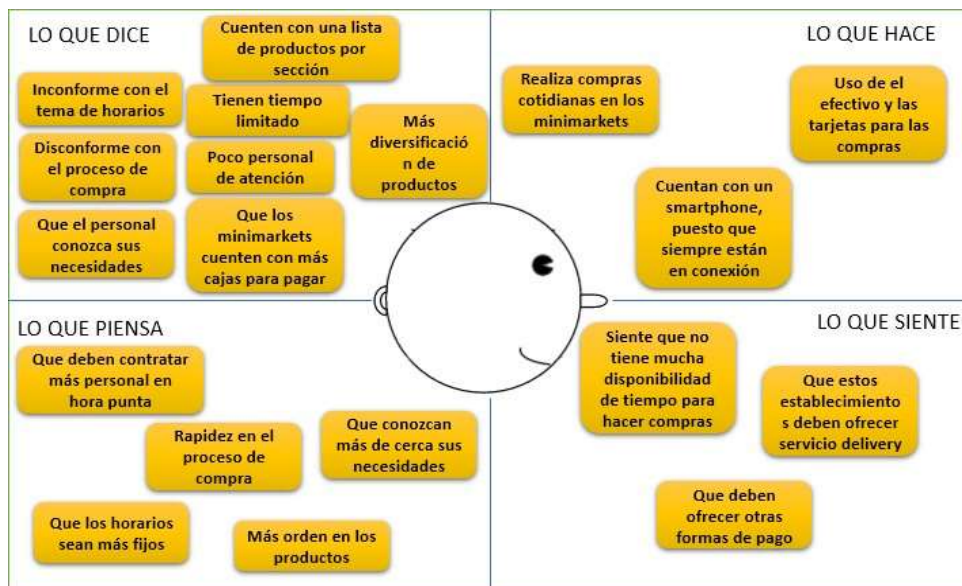 LO QUE DICE
Cuenten con una lista
de productos por
sección
Inconforme con el
tema de horarios
Tienen tiempo
limitado
Más
diversificació
n de
productos
Disconforme con
el proceso de
compra
Poco personal
de atención
Que el personal
conozca sus
necesidades
Que los
minimarkets
cuenten con más
cajas para pagar
LO QUE HACE
Realiza compras
cotidianas en los
minimarkets
Uso de el
efectivo y las
tarjetas para las
compras
Cuentan con un
smartphone,
puesto que
siempre están
en conexión
LO QUE PIENSA
Que deben contratar
más personal en
hora punta
Rapidez en el
proceso de
compra
Que conozcan
más de cerca sus
necesidades
Que los horarios
sean más fijos
Más orden en los
productos
LO QUE SIENTE
Siente que no
tiene mucha
disponibilidad
de tiempo para
hacer compras
Que estos
establecimiento
s deben ofrecer
servicio delivery
Que deben
ofrecer otras
formas de pago